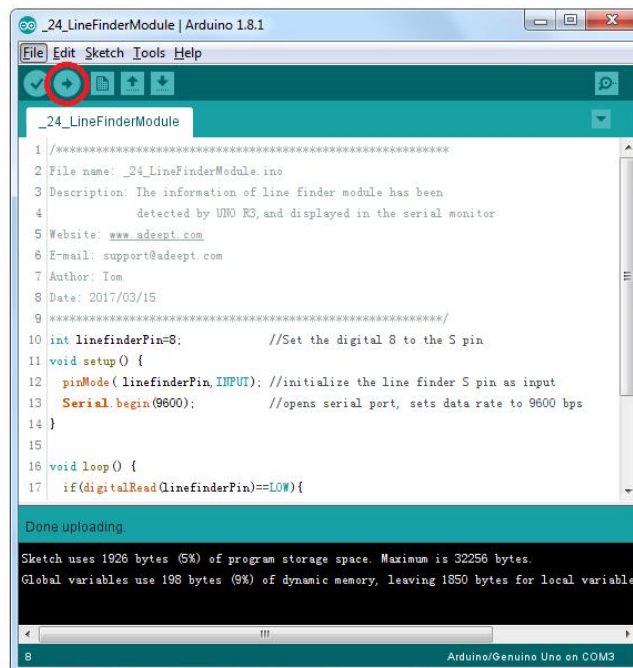 _24_LineFinderModule | Arduino 1.8.1
File Edit Sketch Tools Help
_24_LineFinderModule
1 /***********************************************************
2 File name: _24_LineFinderModule.ino
3 Description: The information of line finder module has been
4 detected by UNO R3,and displayed in the serial monitor
5 Website: www.adeept.com
6 E-mail: support@adeept.com
7 Author: Tom
8 Date: 2017/03/15
9 ***********************************************************/
10 int linefinderPin=8; //Set the digital 8 to the S pin
11 void setup() {
12 pinMode( linefinderPin,INPUT); //initialize the line finder S pin as input
13 Serial.begin(9600); //opens serial port, sets data rate to 9600 bps
14 }
15
16 void loop() {
17 if(digitalRead(linefinderPin)==LOW){
Done uploading.
Sketch uses 1926 bytes (5%) of program storage space. Maximum is 32256 bytes.
Global variables use 198 bytes (9%) of dynamic memory, leaving 1850 bytes for local variable
8 Arduino/Genuino Uno on COM3